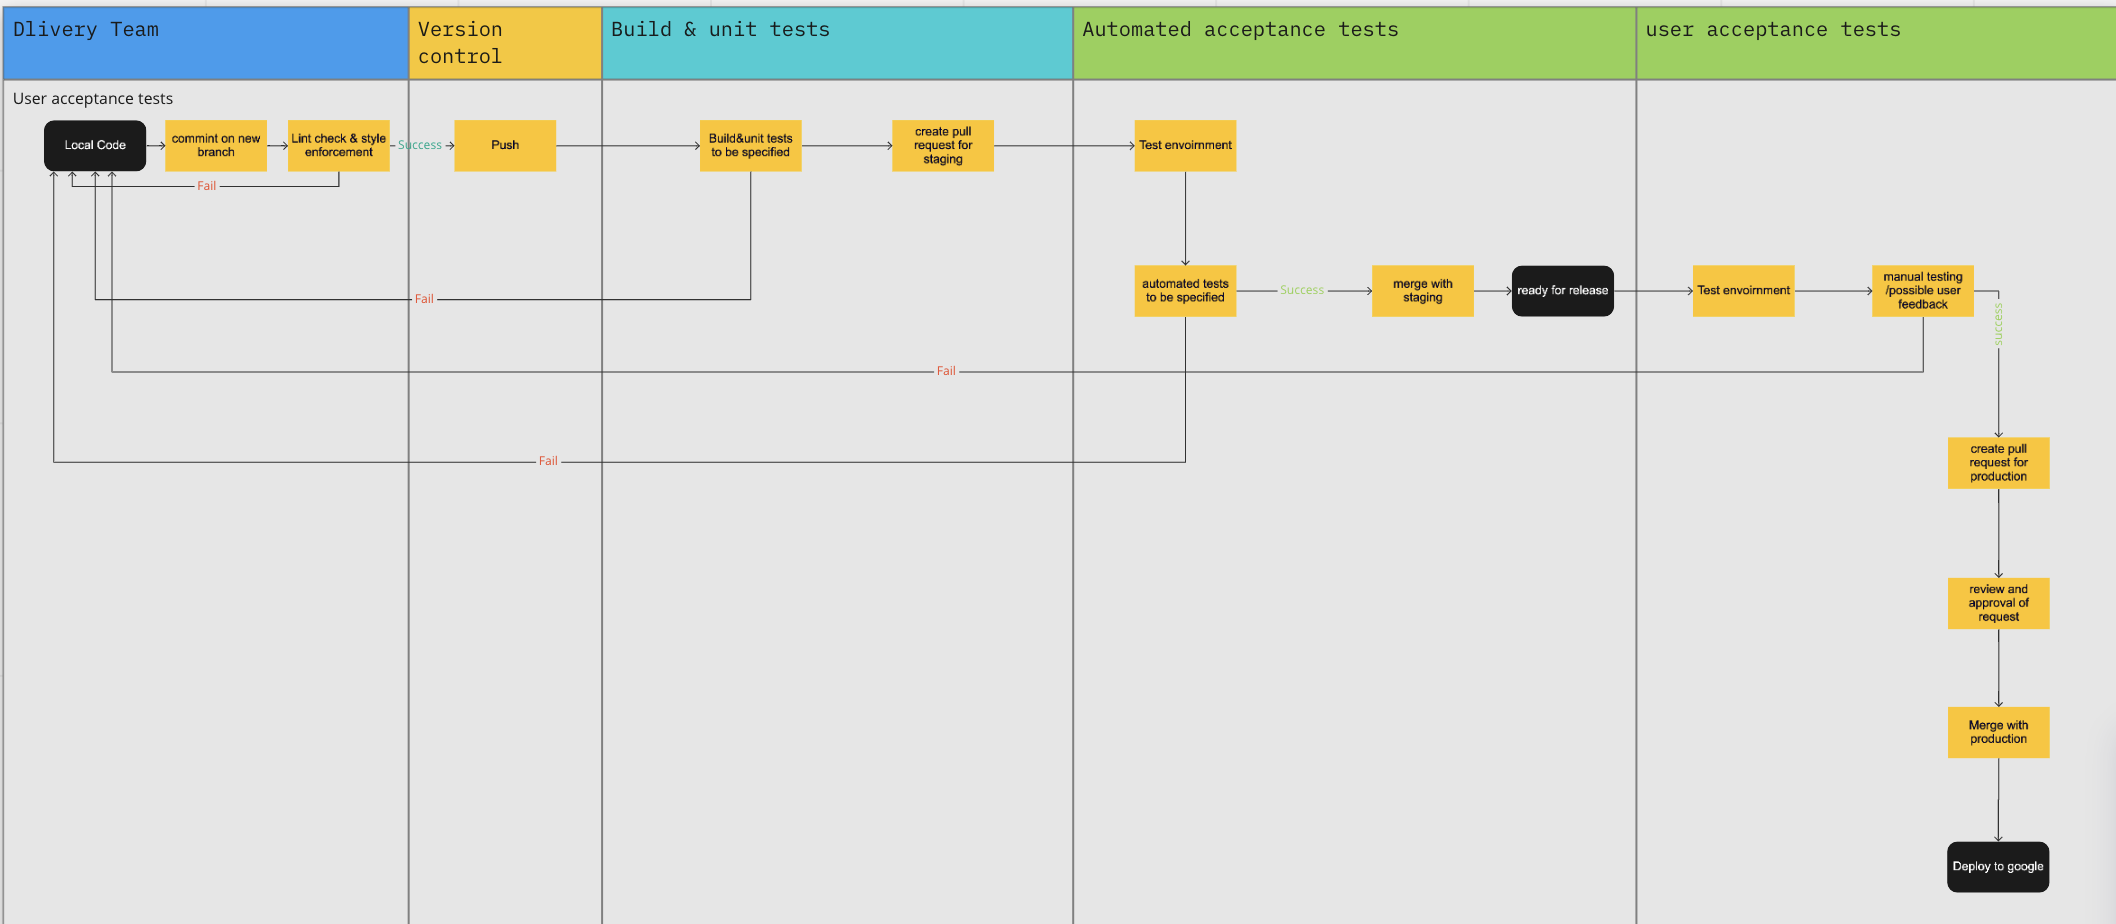 Dlivery Team
Version
control
Build & unit tests
Automated acceptance tests
user acceptance tests
User acceptance tests
Local Code
commint on new
branch
Lint check & style
enforcement
Success
Push
Build&unit tests
to be specified
create pull
request for
staging
Test envoirnment
Fail
automated tests
to be specified
Success
merge with
staging
ready for release
Test envoirnment
manual testing
/possible user
feedback
success
Fail
Fail
Fail
create pull
request for
production
review and
approval of
request
Merge with
production
Deploy to google